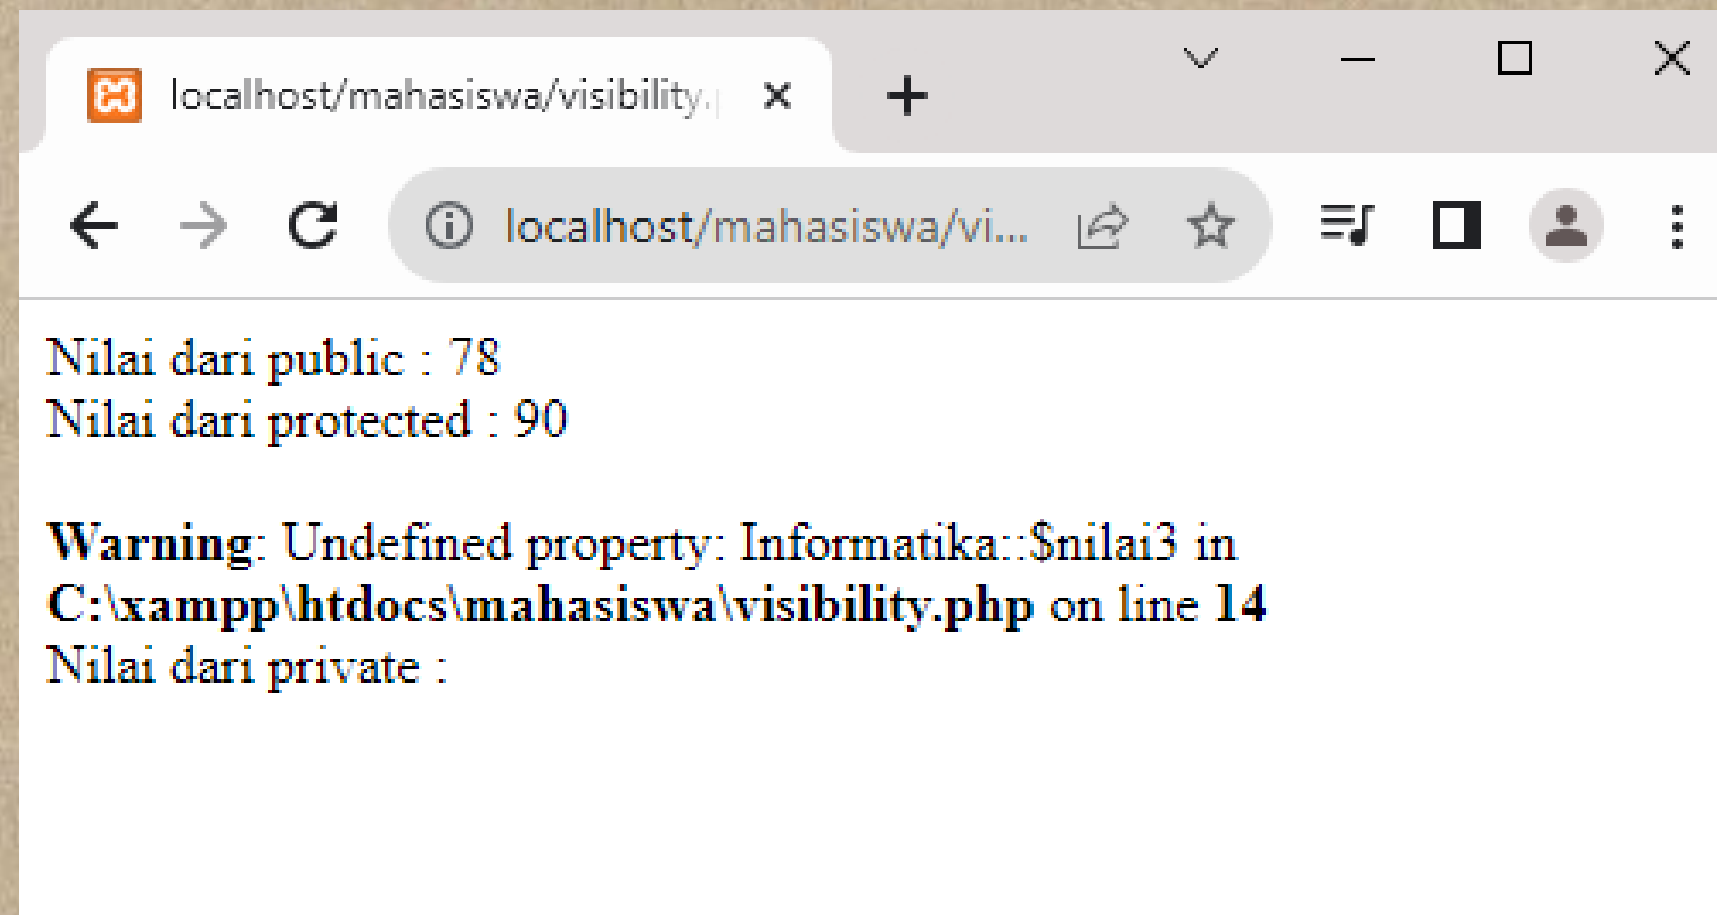 localhost/mahasiswa/visibility.
localhost/mahasiswa/vi...
Nilai dari public : 78
Nilai dari protected : 90
Warning: Undefined property: Informatika::$nilai3 in
C:\xampp\htdocs\mahasiswa\visibility.php on line 14
Nilai dari private :